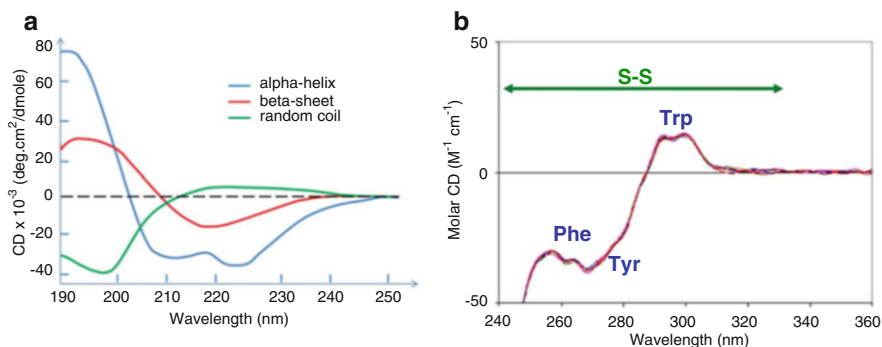 a
80
60
40
20
0
-20
-40
CD x 10⁻³ (deg.cm²/dmole)
190 200 210 220 230 240 250
Wavelength (nm)
alpha-helix
beta-sheet
random coil
b
50
0
-50
Molar CD (M⁻¹ cm⁻¹)
S-S
Trp
Phe
Tyr
240 260 280 300 320 340 360
Wavelength (nm)